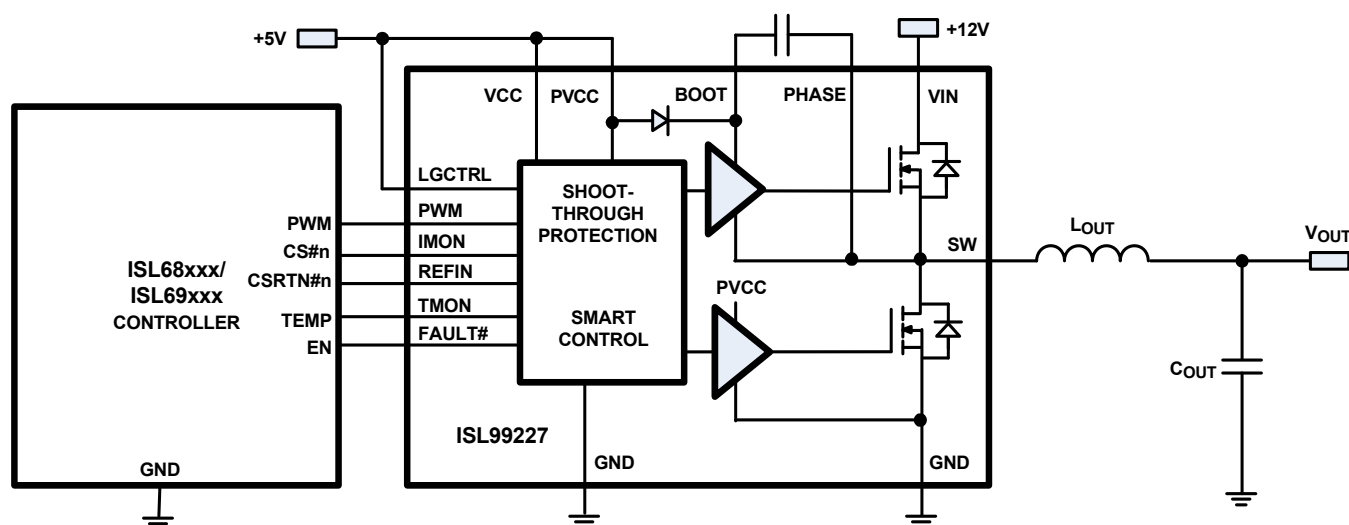 +5V
+12V
VCC
PVCC
BOOT
PHASE
VIN
LGCTRL
SHOOT-
THROUGH
PROTECTION
PWM
PWM
CS#n
IMON
CSRTN#n
REFIN
ISL68xxx/
ISL69xxx
CONTROLLER
TEMP
TMON
EN
FAULT#
SMART
CONTROL
PVCC
SW
LOUT
VOUT
COUT
ISL99227
GND
GND
GND